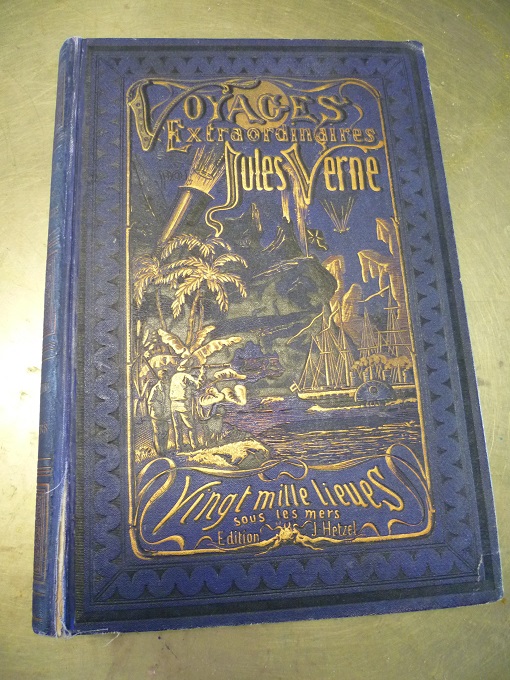 VOYAGES
Extraordinaires
Jules Verne
Vingt mille lieues
sous les mers
Edition J. Hetzel